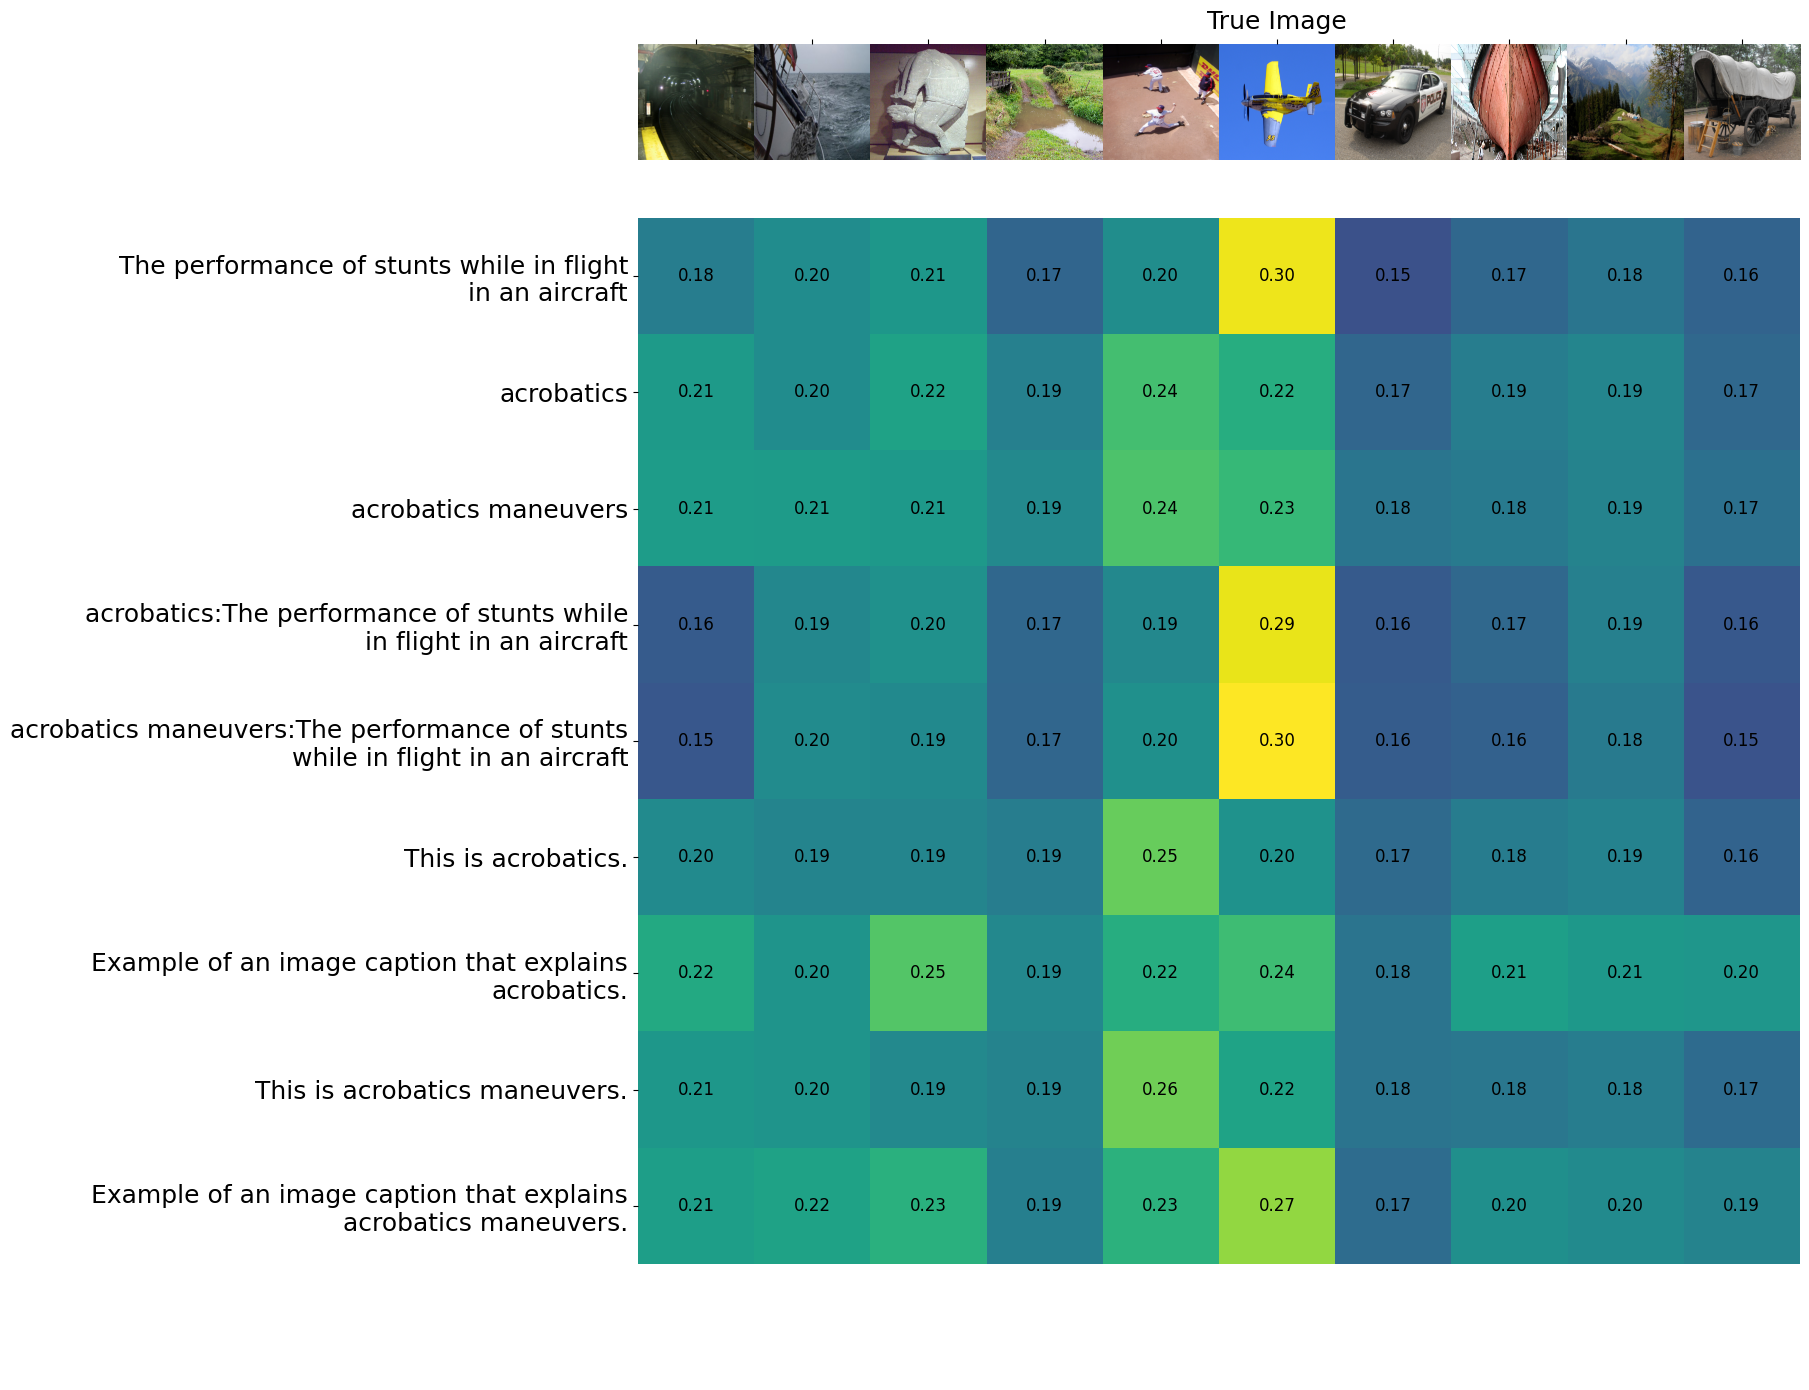 True Image
POLICE
The performance of stunts while in flight
in an aircraft
0.18 0.20 0.21 0.17 0.20 0.30 0.15 0.17 0.18 0.16
acrobatics
0.21 0.20 0.22 0.19 0.24 0.22 0.17 0.19 0.19 0.17
acrobatics maneuvers
0.21 0.21 0.21 0.19 0.24 0.23 0.18 0.18 0.19 0.17
acrobatics:The performance of stunts while
in flight in an aircraft
0.16 0.19 0.20 0.17 0.19 0.29 0.16 0.17 0.19 0.16
acrobatics maneuvers:The performance of stunts
while in flight in an aircraft
0.15 0.20 0.19 0.17 0.20 0.30 0.16 0.16 0.18 0.15
This is acrobatics.
0.20 0.19 0.19 0.19 0.25 0.20 0.17 0.18 0.19 0.16
Example of an image caption that explains
acrobatics.
0.22 0.20 0.25 0.19 0.22 0.24 0.18 0.21 0.21 0.20
This is acrobatics maneuvers.
0.21 0.20 0.19 0.19 0.26 0.22 0.18 0.18 0.18 0.17
Example of an image caption that explains
acrobatics maneuvers.
0.21 0.22 0.23 0.19 0.23 0.27 0.17 0.20 0.20 0.19